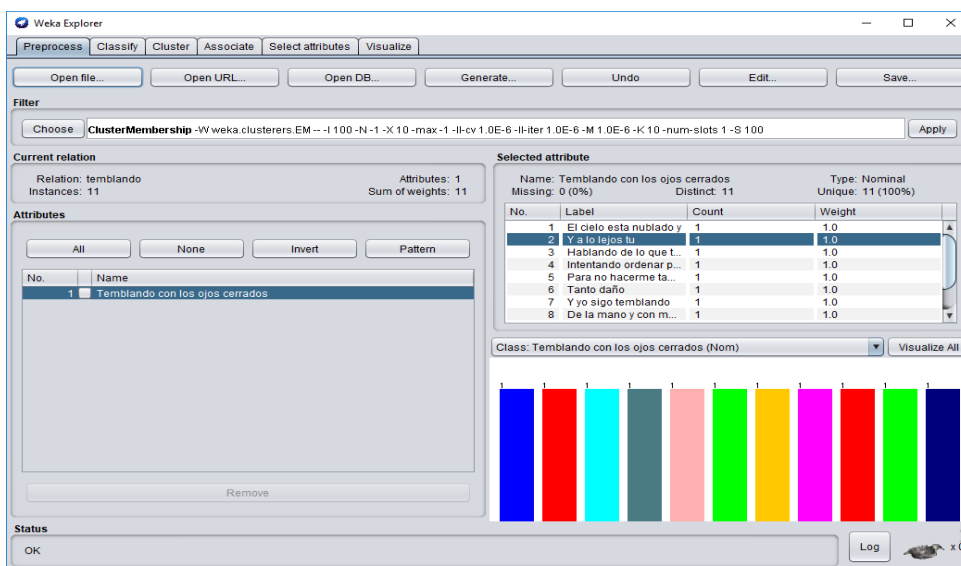 Weka Explorer
Preprocess Classify Cluster Associate Select attributes Visualize
Open file... Open URL... Open DB... Generate... Undo Edit... Save...
Filter
Choose ClusterMembership -W weka.clusterers.EM -- -I 100 -N -1 -X 10 -max -1 -ll-cv 1.0E-6 -ll-iter 1.0E-6 -M 1.0E-6 -K 10 -num-slots 1 -S 100 Apply
Current relation
Relation: temblando Attributes: 1
Instances: 11 Sum of weights: 11
Attributes
All None Invert Pattern
No. Name
1 Temblando con los ojos cerrados
Remove
Selected attribute
Name: Temblando con los ojos cerrados Type: Nominal
Missing: 0 (0%) Distinct: 11 Unique: 11 (100%)
No. Label Count Weight
1 El cielo esta nublado y 1 1.0
2 Y a lo lejos tu 1 1.0
3 Hablando de lo que t... 1 1.0
4 Intentando ordenar p... 1 1.0
5 Para no hacerme ta... 1 1.0
6 Tanto daño 1 1.0
7 Y yo sigo temblando 1 1.0
8 De la mano y con m... 1 1.0
Class: Temblando con los ojos cerrados (Nom) Visualize All
1 1 1 1 1 1 1 1 1 1 1
Status
OK
Log x 0